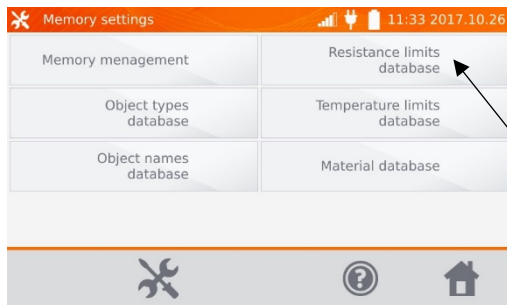 Memory settings
11:33 2017.10.26
Memory menagement
Resistance limits
database
Object types
database
Temperature limits
database
Object names
database
Material database
?